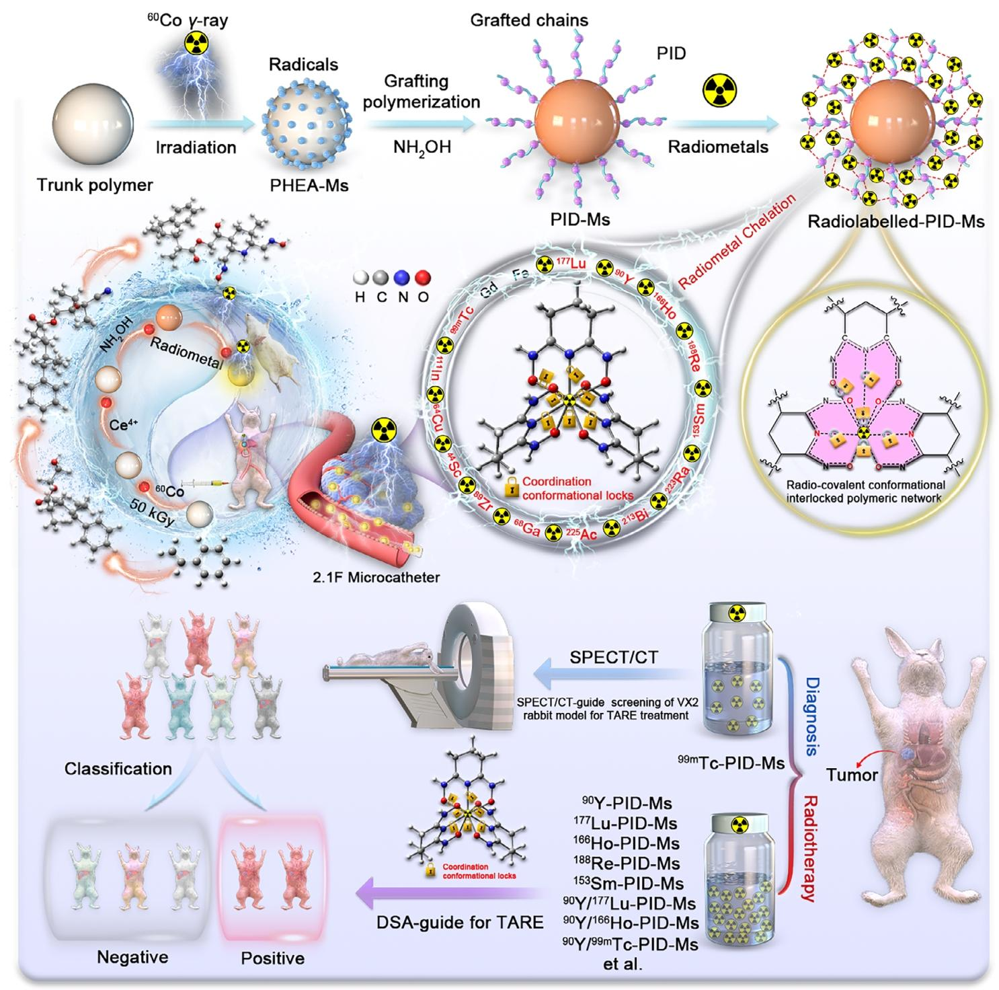 ⁶⁰Co γ-ray
Irradiation
Trunk polymer
Radicals
PHEA-Ms
Grafting
polymerization
NH₂OH
Grafted chains
PID-Ms
PID
Radiometals
Radiolabelled-PID-Ms
Radiometal Chelation
H C N O
NH₂OH
Radiometal
Ce⁴⁺
⁶⁰Co
50 kGy
2.1F Microcatheter
¹⁷⁷Lu
⁹⁰Y
¹⁶⁶Ho
¹⁸⁸Re
¹⁵³Sm
²²³Ra
²¹³Bi
²²⁵Ac
⁶⁸Ga
⁸⁹Zr
⁴⁴Sc
⁶⁴Cu
¹¹¹In
⁹⁹ᵐTc
Gd
Fe
Coordination
conformational locks
C C
N N N
O O
N O O N
N N
N O O N
Radio-covalent conformational
interlocked polymeric network
SPECT/CT
SPECT/CT-guide screening of VX2
rabbit model for TARE treatment
⁹⁹ᵐTc-PID-Ms
Diagnosis
Radiotherapy
Tumor
Classification
Negative
Positive
Coordination
conformational locks
DSA-guide for TARE
⁹⁰Y-PID-Ms
¹⁷⁷Lu-PID-Ms
¹⁶⁶Ho-PID-Ms
¹⁸⁸Re-PID-Ms
¹⁵³Sm-PID-Ms
⁹⁰Y/¹⁷⁷Lu-PID-Ms
⁹⁰Y/¹⁶⁶Ho-PID-Ms
⁹⁰Y/⁹⁹ᵐTc-PID-Ms
et al.